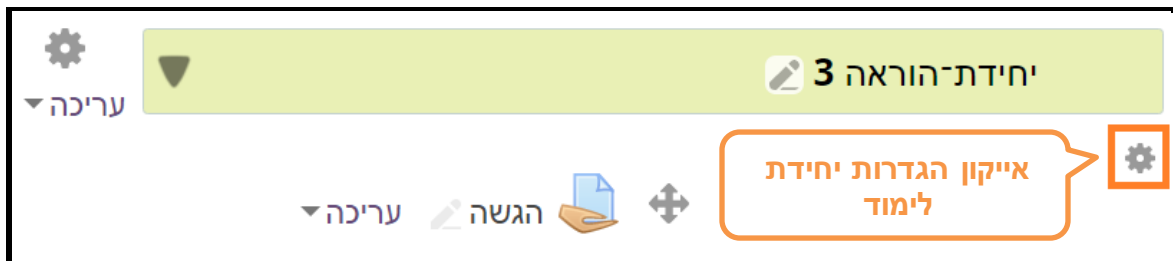 יחידת־הוראה 3
עריכה
אייקון הגדרות יחידת
לימוד
הגשה
עריכה